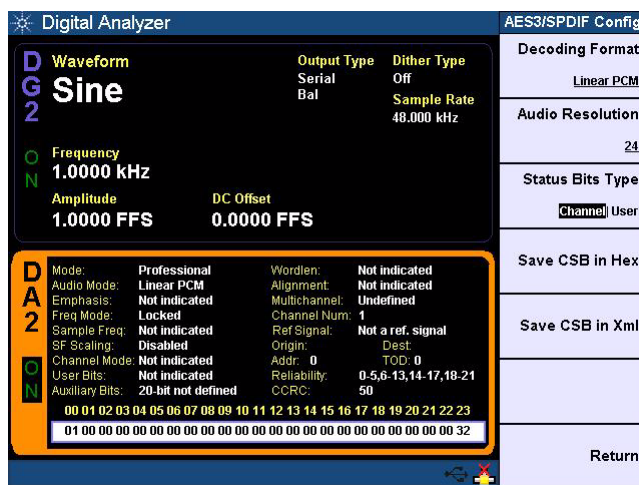 Digital Analyzer
DG2
ON
Waveform
Sine
Output Type
Serial
Bal
Dither Type
Off
Sample Rate
48.000 kHz
Frequency
1.0000 kHz
Amplitude
1.0000 FFS
DC Offset
0.0000 FFS
DA2
ON
Mode: Professional Wordlen: Not indicated
Audio Mode: Linear PCM Alignment: Not indicated
Emphasis: Not indicated Multichannel: Undefined
Freq Mode: Locked Channel Num: 1
Sample Freq: Not indicated Ref Signal: Not a ref. signal
SF Scaling: Disabled Origin: Dest:
Channel Mode: Not indicated Addr: 0 TOD: 0
User Bits: Not indicated Reliability: 0-5,6-13,14-17,18-21
Auxiliary Bits: 20-bit not defined CCRC: 50
00 01 02 03 04 05 06 07 08 09 10 11 12 13 14 15 16 17 18 19 20 21 22 23
01 00 00 00 00 00 00 00 00 00 00 00 00 00 00 00 00 00 00 00 00 00 00 32
AES3/SPDIF Config
Decoding Format
Linear PCM
Audio Resolution
24
Status Bits Type
Channel| User
Save CSB in Hex
Save CSB in Xml
Return